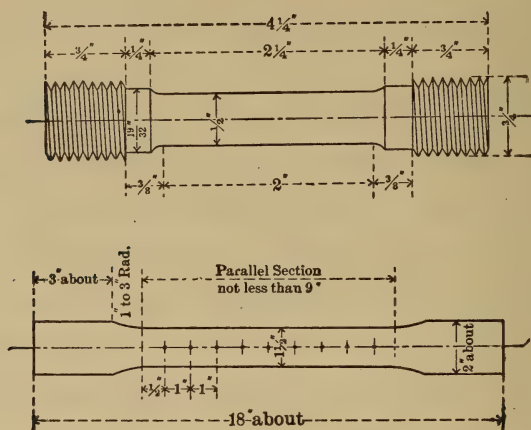 4¼"
¾" ¼" 2¼" ¼" ¾"
19/32 ½" ¾"
⅜" 2" ⅜"
3" about
1" to 3" Rad.
Parallel Section
not less than 9"
1½"
2" about
½" 1" 1"
18" about